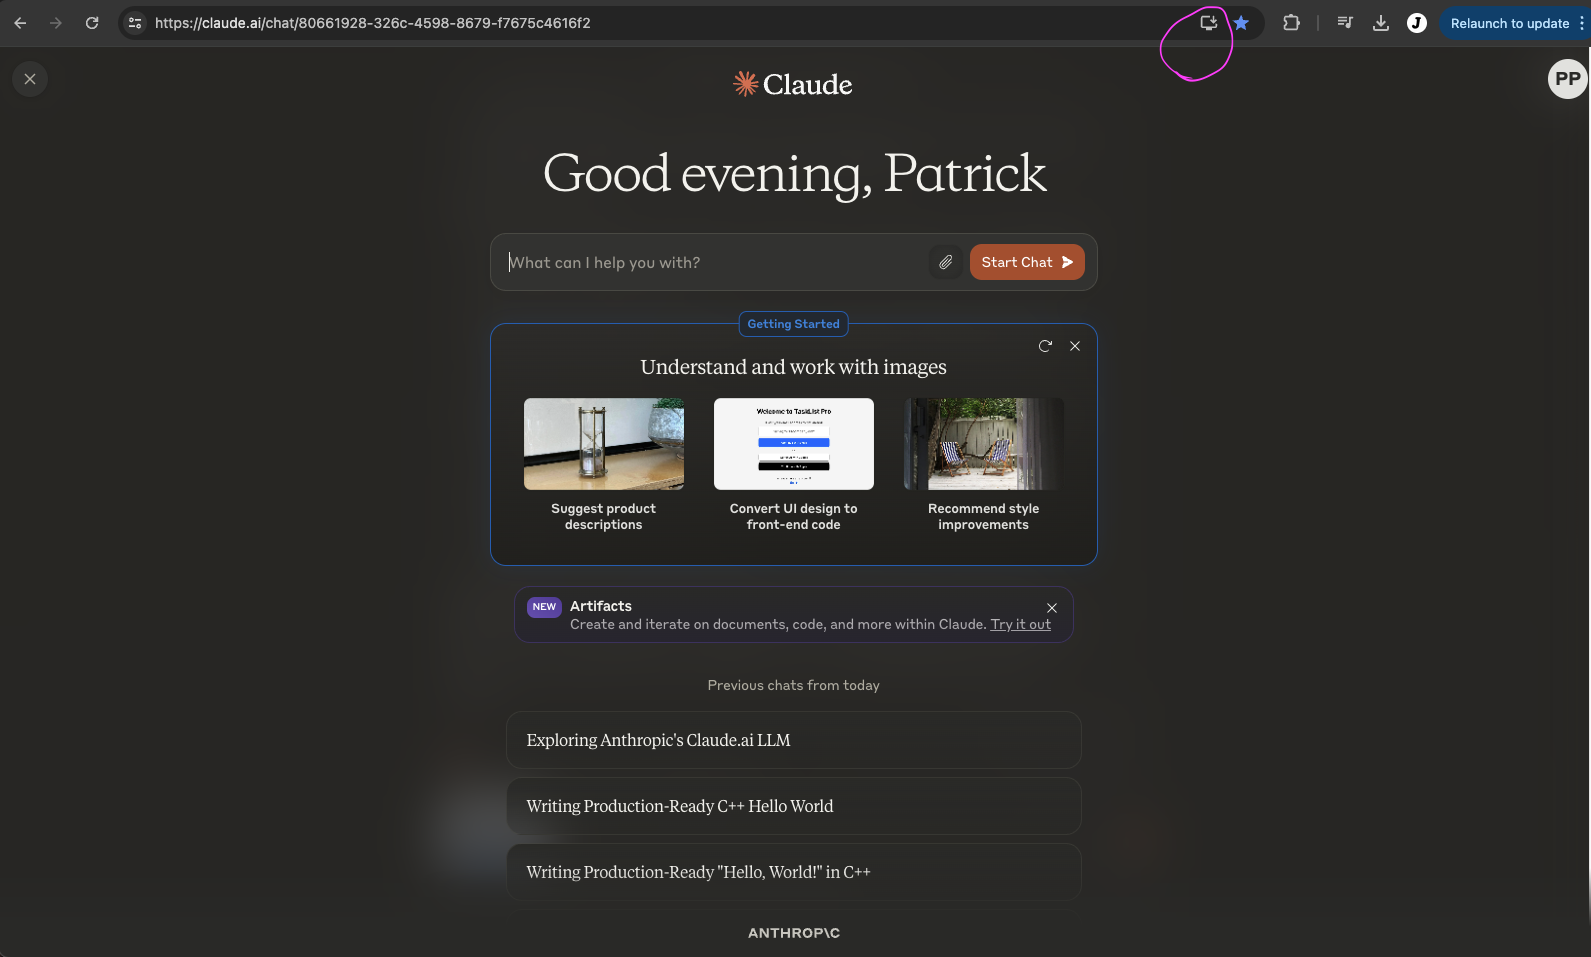 https://claude.ai/chat/80661928-326c-4598-8679-f7675c4616f2
J
Relaunch to update
Claude
PP
Good evening, Patrick
What can I help you with?
Start Chat
Getting Started
Understand and work with images
Welcome to TaskList Pro
Suggest product
descriptions
Convert UI design to
front-end code
Recommend style
improvements
NEW
Artifacts
Create and iterate on documents, code, and more within Claude. Try it out
Previous chats from today
Exploring Anthropic's Claude.ai LLM
Writing Production-Ready C++ Hello World
Writing Production-Ready "Hello, World!" in C++
ANTHROP\C